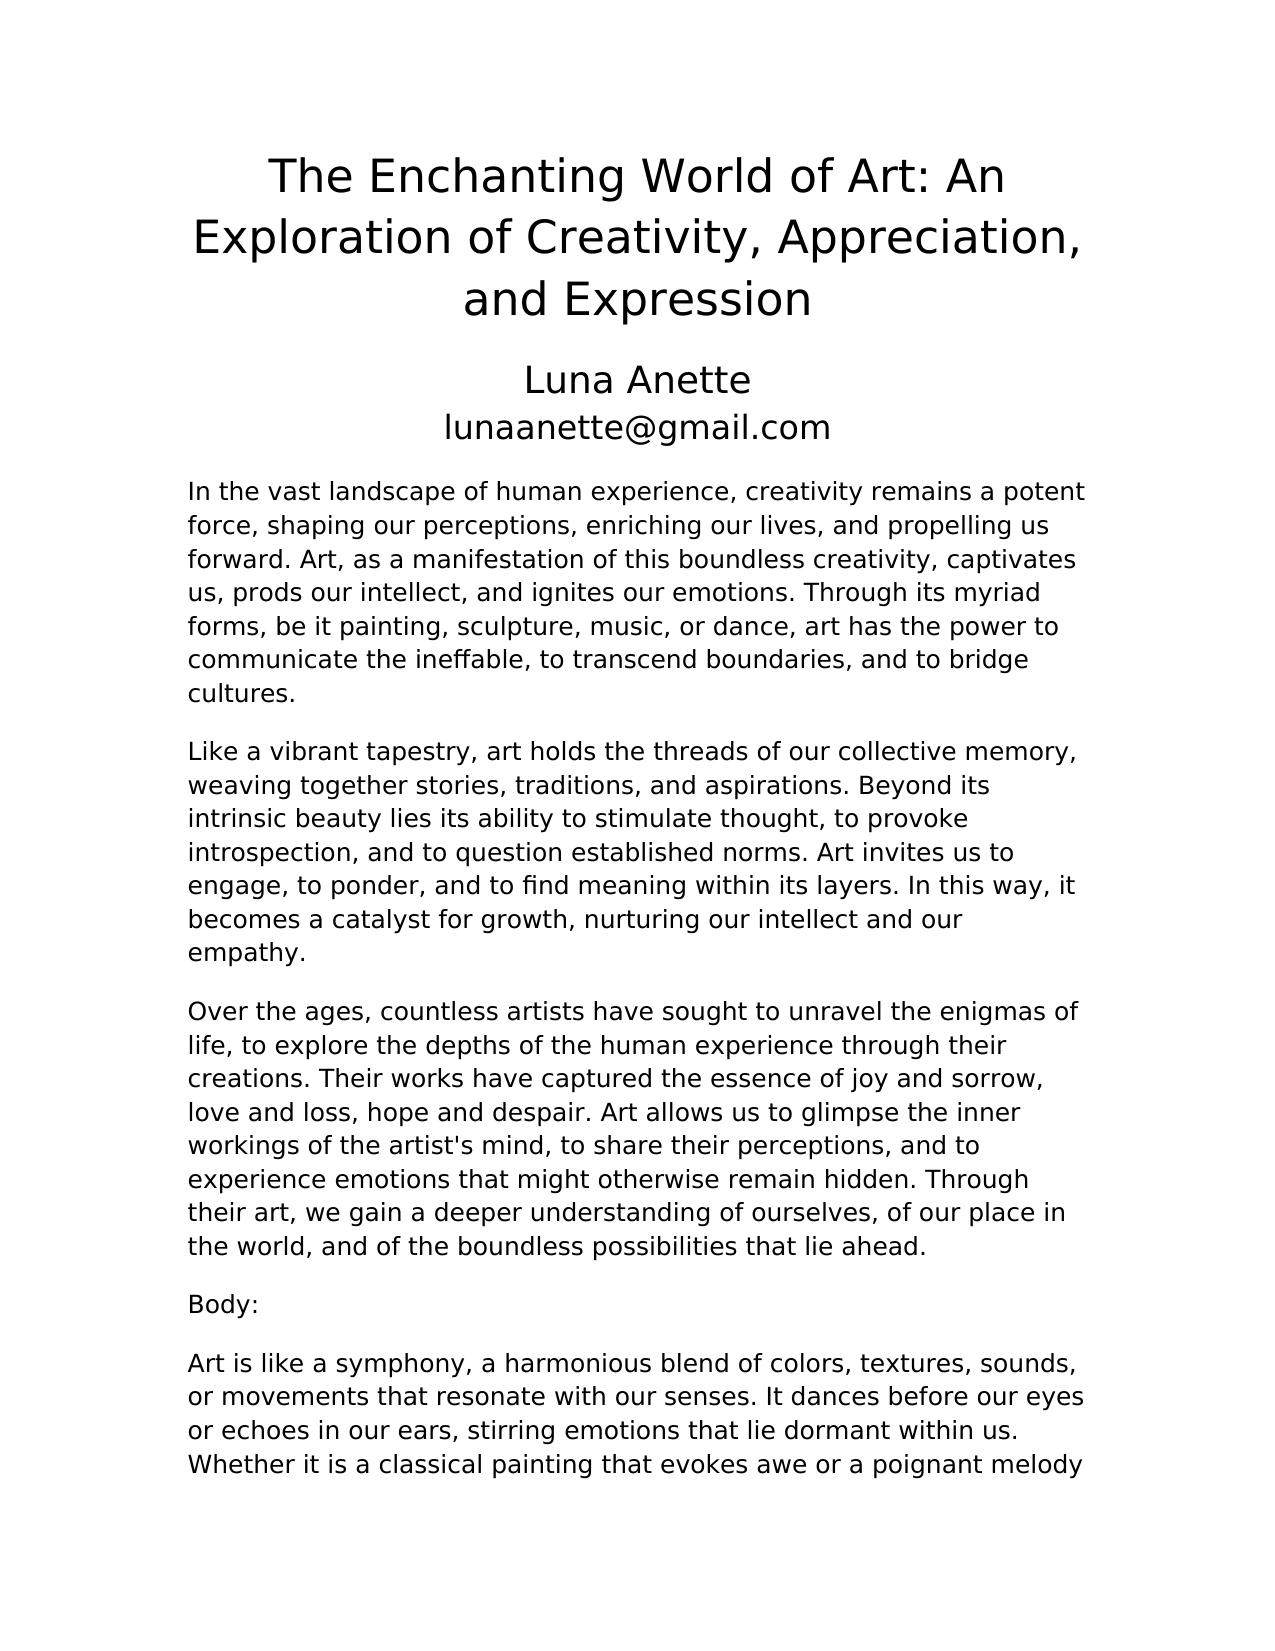 The Enchanting World of Art: An
Exploration of Creativity, Appreciation,
and Expression
Luna Anette
lunaanette@gmail.com
In the vast landscape of human experience, creativity remains a potent
force, shaping our perceptions, enriching our lives, and propelling us
forward. Art, as a manifestation of this boundless creativity, captivates
us, prods our intellect, and ignites our emotions. Through its myriad
forms, be it painting, sculpture, music, or dance, art has the power to
communicate the ineffable, to transcend boundaries, and to bridge
cultures.
Like a vibrant tapestry, art holds the threads of our collective memory,
weaving together stories, traditions, and aspirations. Beyond its
intrinsic beauty lies its ability to stimulate thought, to provoke
introspection, and to question established norms. Art invites us to
engage, to ponder, and to find meaning within its layers. In this way, it
becomes a catalyst for growth, nurturing our intellect and our
empathy.
Over the ages, countless artists have sought to unravel the enigmas of
life, to explore the depths of the human experience through their
creations. Their works have captured the essence of joy and sorrow,
love and loss, hope and despair. Art allows us to glimpse the inner
workings of the artist's mind, to share their perceptions, and to
experience emotions that might otherwise remain hidden. Through
their art, we gain a deeper understanding of ourselves, of our place in
the world, and of the boundless possibilities that lie ahead.
Body:
Art is like a symphony, a harmonious blend of colors, textures, sounds,
or movements that resonate with our senses. It dances before our eyes
or echoes in our ears, stirring emotions that lie dormant within us.
Whether it is a classical painting that evokes awe or a poignant melody